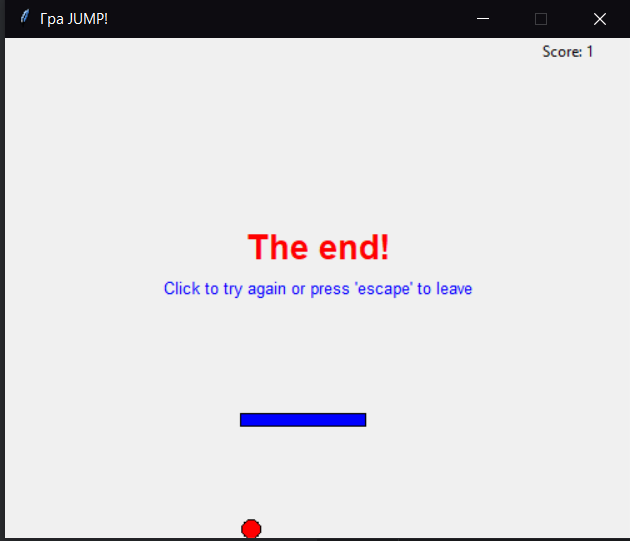 Гра JUMP!
Score: 1
The end!
Click to try again or press 'escape' to leave